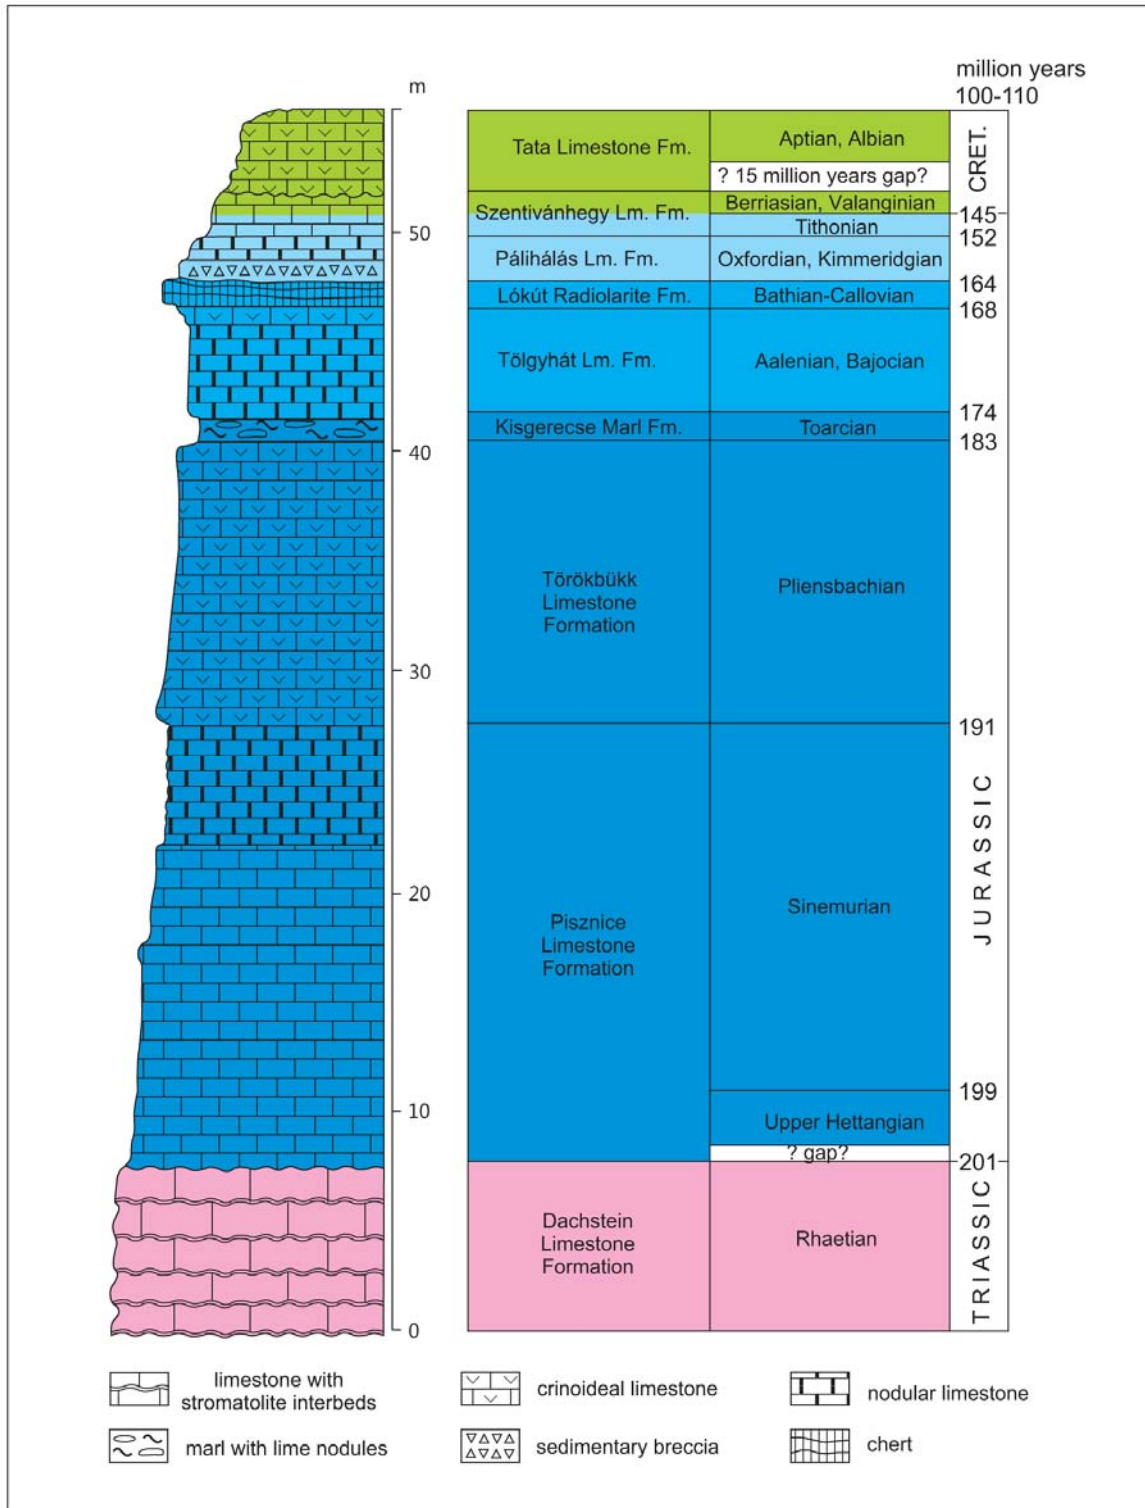 million years
100-110
m
50
40
30
20
10
0
Tata Limestone Fm.
Szentivánhegy Lm. Fm.
Pálihálás Lm. Fm.
Lókút Radiolarite Fm.
Tölgyhát Lm. Fm.
Kisgerecse Marl Fm.
Törökbükk
Limestone
Formation
Pisznice
Limestone
Formation
Dachstein
Limestone
Formation
Aptian, Albian
? 15 million years gap?
Berriasian, Valanginian
Tithonian
Oxfordian, Kimmeridgian
Bathian-Callovian
Aalenian, Bajocian
Toarcian
Pliensbachian
Sinemurian
Upper Hettangian
? gap?
Rhaetian
145
152
164
168
174
183
191
199
201
CRET.
JURASSIC
TRIASSIC
limestone with
stromatolite interbeds
crinoideal limestone
nodular limestone
marl with lime nodules
sedimentary breccia
chert